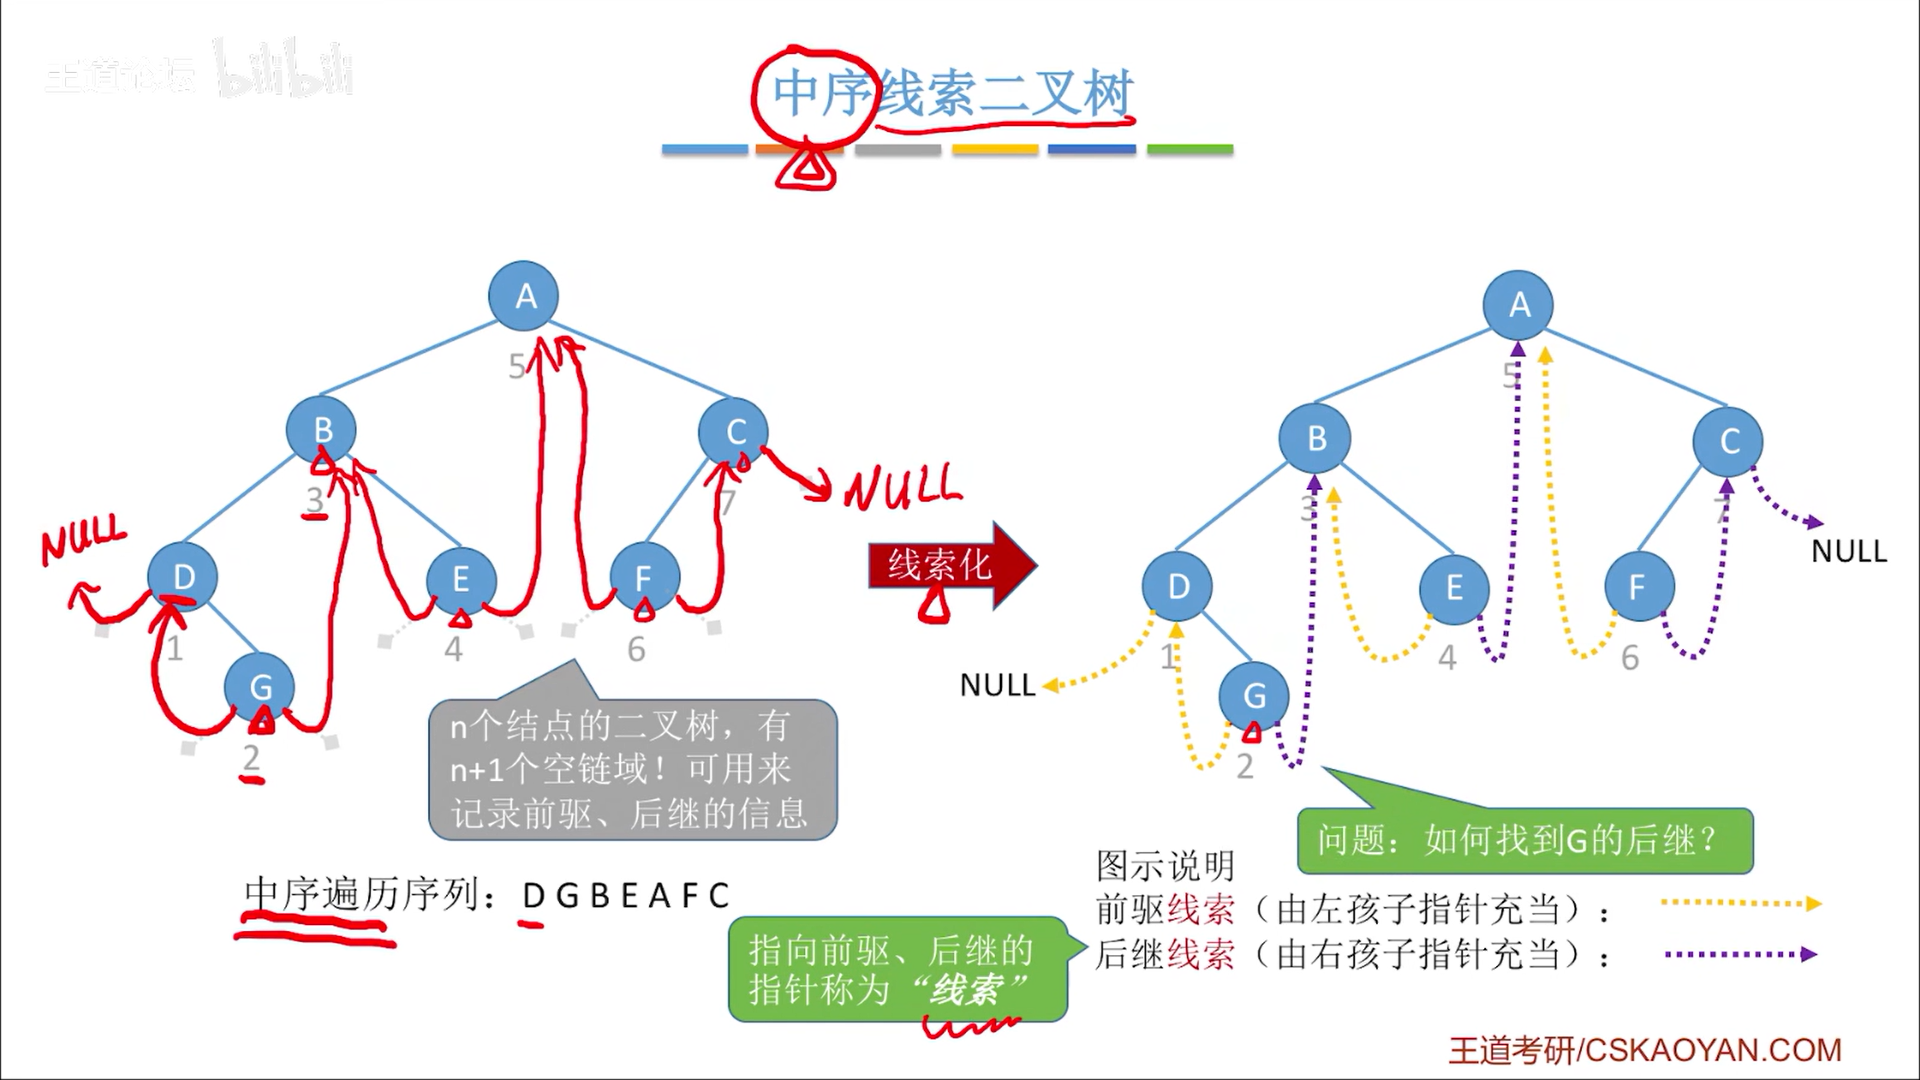 王道论坛 bilibili
中序线索二叉树
A
5
B
C
3
7
NULL
NULL
D
E
F
1
4
6
G
2
n个结点的二叉树，有
n+1个空链域！可用来
记录前驱、后继的信息
中序遍历序列：D G B E A F C
线索化
A
5
B
C
3
7
NULL
D
E
F
1
4
6
NULL
G
2
问题：如何找到G的后继？
图示说明
前驱线索（由左孩子指针充当）：
后继线索（由右孩子指针充当）：
指向前驱、后继的
指针称为“线索”
王道考研/CSKAOYAN.COM